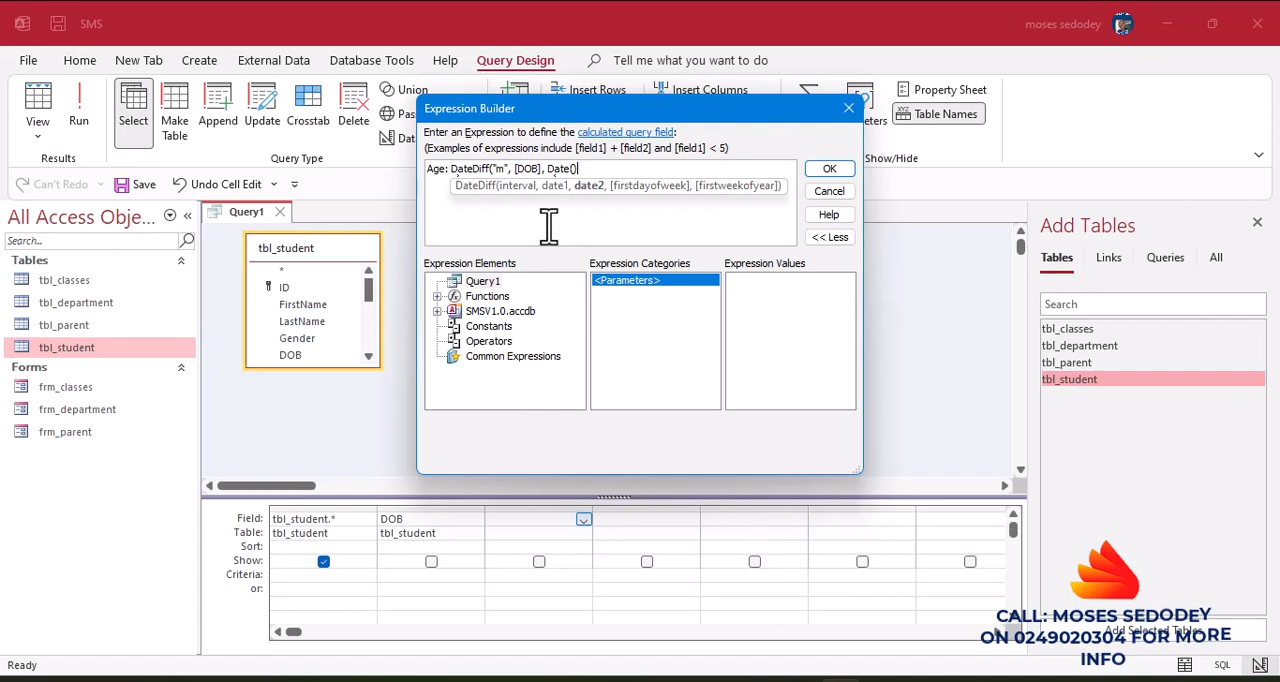 SMS
moses sedodey
File Home New Tab Create External Data Database Tools Help Query Design Tell me what you want to do
View
Run
Select
Make Table
Append
Update
Crosstab
Delete
Union
Insert Rows
Insert Columns
Property Sheet
Table Names
Results
Query Type
Show/Hide
Can't Redo Save Undo Cell Edit
All Access Obje...
Search...
Tables
tbl_classes
tbl_department
tbl_parent
tbl_student
Forms
frm_classes
frm_department
frm_parent
Query1
tbl_student
*
ID
FirstName
LastName
Gender
DOB
Expression Builder
Enter an Expression to define the calculated query field:
(Examples of expressions include [field1] + [field2] and [field1] < 5)
Age: DateDiff("m", [DOB], Date()
DateDiff(interval, date1, date2, [firstdayofweek], [firstweekofyear])
OK
Cancel
Help
<< Less
Expression Elements
Expression Categories
Expression Values
Query1
Functions
SMSV1.0.accdb
Constants
Operators
Common Expressions
<Parameters>
Add Tables
Tables Links Queries All
Search
tbl_classes
tbl_department
tbl_parent
tbl_student
Field: tbl_student.* DOB
Table: tbl_student tbl_student
Sort:
Show:
Criteria:
or:
CALL: MOSES SEDODEY
ON 0249020304 FOR MORE
INFO
Add Selected Tables
Ready
SQL